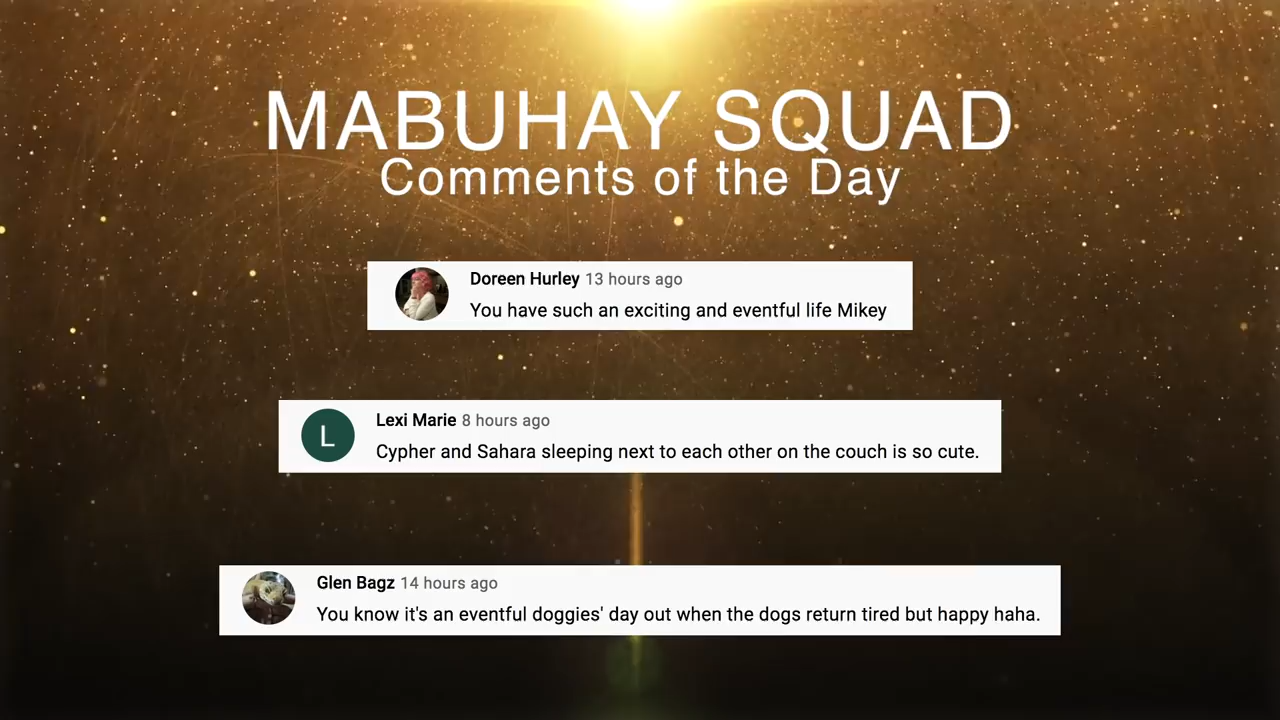 MABUHAY SQUAD
Comments of the Day
Doreen Hurley 13 hours ago
You have such an exciting and eventful life Mikey
L
Lexi Marie 8 hours ago
Cypher and Sahara sleeping next to each other on the couch is so cute.
Glen Bagz 14 hours ago
You know it's an eventful doggies' day out when the dogs return tired but happy haha.